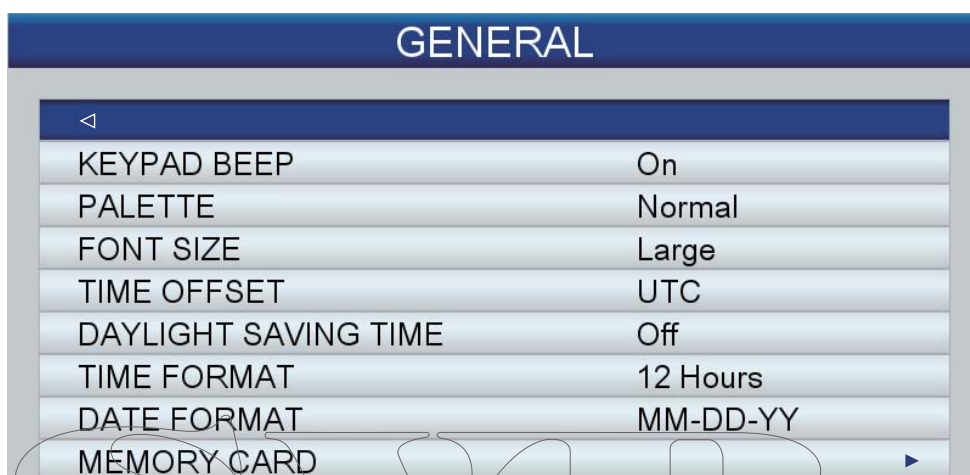 GENERAL
KEYPAD BEEP On
PALETTE Normal
FONT SIZE Large
TIME OFFSET UTC
DAYLIGHT SAVING TIME Off
TIME FORMAT 12 Hours
DATE FORMAT MM-DD-YY
MEMORY CARD